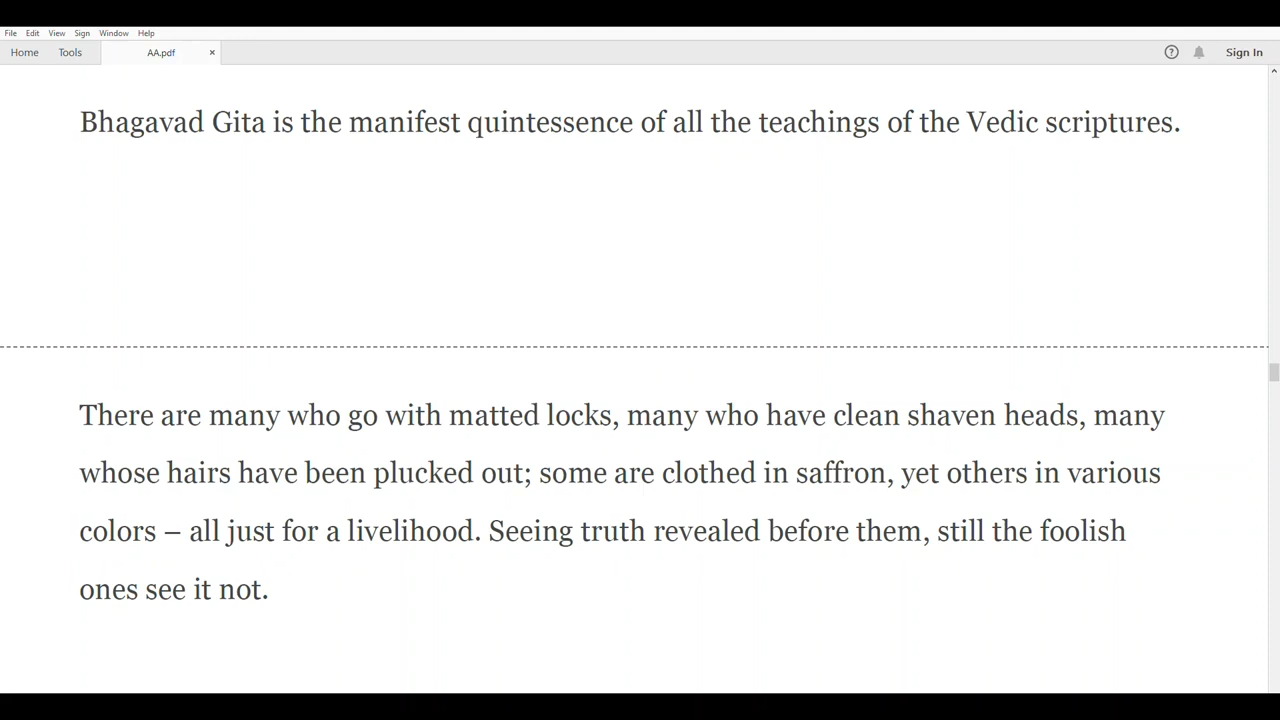 File Edit View Sign Window Help
Home Tools AA.pdf × ? Sign In
Bhagavad Gita is the manifest quintessence of all the teachings of the Vedic scriptures.
There are many who go with matted locks, many who have clean shaven heads, many
whose hairs have been plucked out; some are clothed in saffron, yet others in various
colors – all just for a livelihood. Seeing truth revealed before them, still the foolish
ones see it not.